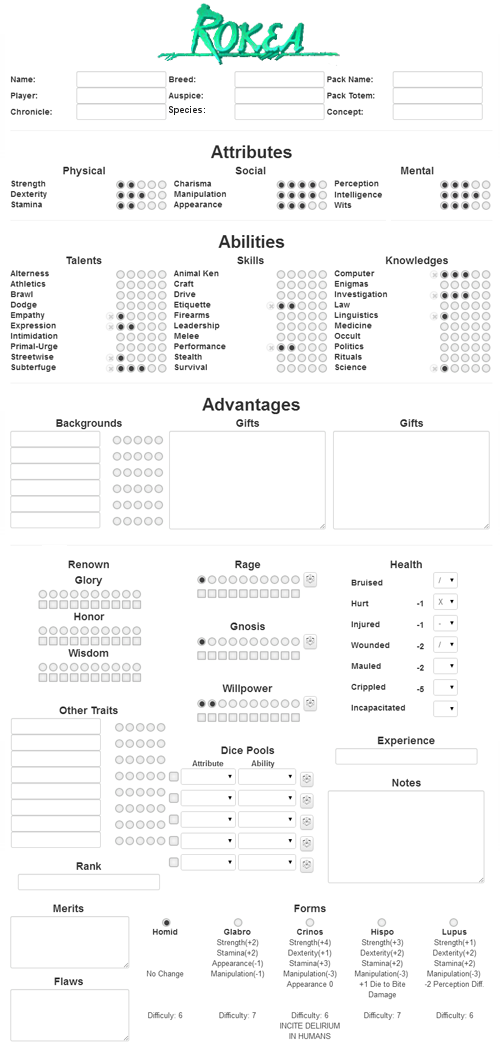 ROKEA
Name: Breed: Pack Name:
Player: Auspice: Pack Totem:
Chronicle: Species: Concept:
Attributes
Physical Social Mental
Strength Charisma Perception
Dexterity Manipulation Intelligence
Stamina Appearance Wits
Abilities
Talents Skills Knowledges
Alterness Animal Ken Computer
Athletics Craft Enigmas
Brawl Drive Investigation
Dodge Etiquette Law
Empathy Firearms Linguistics
Expression Leadership Medicine
Intimidation Melee Occult
Primal-Urge Performance Politics
Streetwise Stealth Rituals
Subterfuge Survival Science
Advantages
Backgrounds Gifts Gifts
Renown Rage Health
Glory
Bruised /
Hurt -1 X
Honor Gnosis
Injured -1 -
Wounded -2 /
Wisdom
Mauled -2
Willpower
Crippled -5
Incapacitated
Other Traits
Experience
Dice Pools
Attribute Ability
Notes
Rank
Merits Forms
Homid Glabro Crinos Hispo Lupus
Strength(+2) Strength(+4) Strength(+3) Strength(+1)
Stamina(+2) Dexterity(+1) Dexterity(+2) Dexterity(+2)
Appearance(-1) Stamina(+3) Stamina(+2) Stamina(+2)
No Change Manipulation(-1) Manipulation(-3) Manipulation(-3) Manipulation(-3)
Appearance 0 +1 Die to Bite -2 Perception Diff.
Flaws
Damage
Difficuly: 6 Difficulty: 7 Difficulty: 6 Difficulty: 7 Difficulty: 6
INCITE DELIRIUM
IN HUMANS